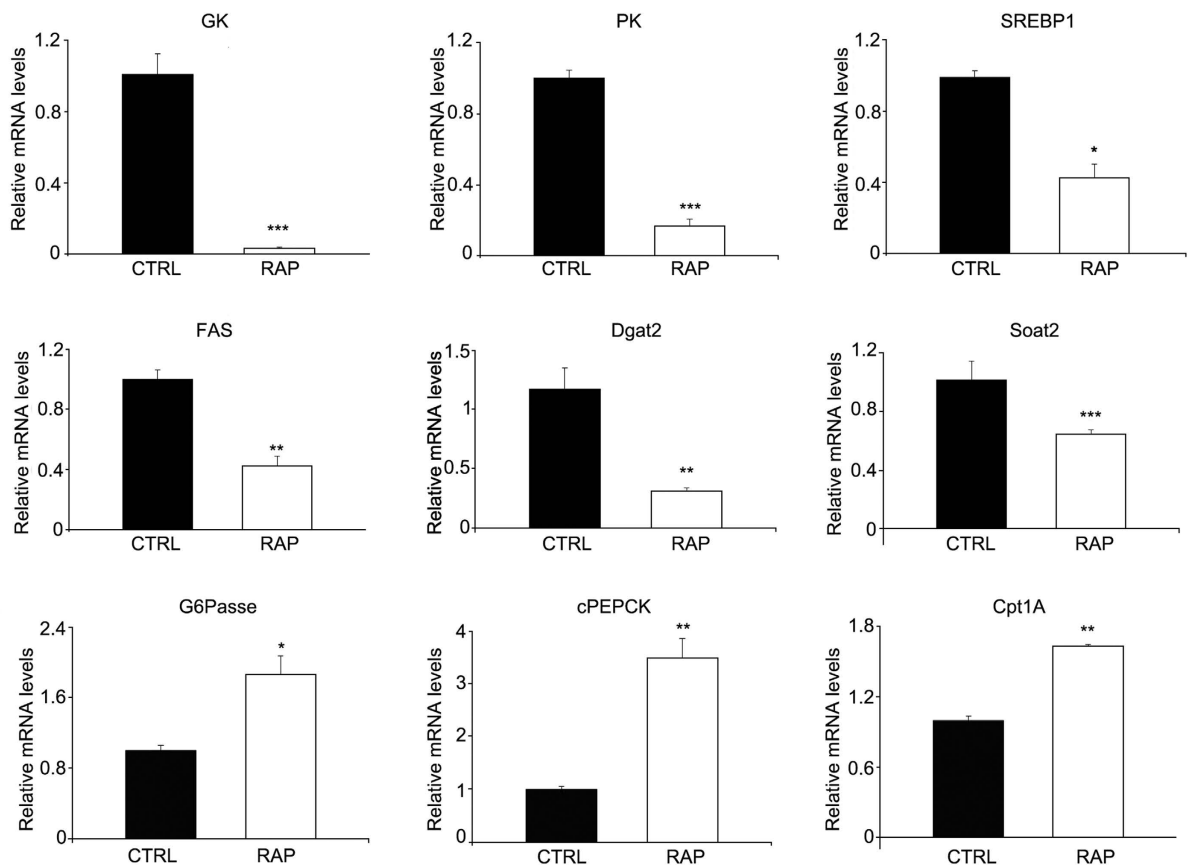 GK
Relative mRNA levels
1.2
0.8
0.4
0
***
CTRL
RAP
PK
Relative mRNA levels
1.2
0.8
0.4
0
***
CTRL
RAP
SREBP1
Relative mRNA levels
1.2
0.8
0.4
0
*
CTRL
RAP
FAS
Relative mRNA levels
1.2
0.8
0.4
0
**
CTRL
RAP
Dgat2
Relative mRNA levels
1.5
1
0.5
0
**
CTRL
RAP
Soat2
Relative mRNA levels
1.2
0.8
0.4
0
***
CTRL
RAP
G6Passe
Relative mRNA levels
2.4
1.6
0.8
0
*
CTRL
RAP
cPEPCK
Relative mRNA levels
4
3
2
1
0
**
CTRL
RAP
Cpt1A
Relative mRNA levels
1.8
1.2
0.6
0
**
CTRL
RAP